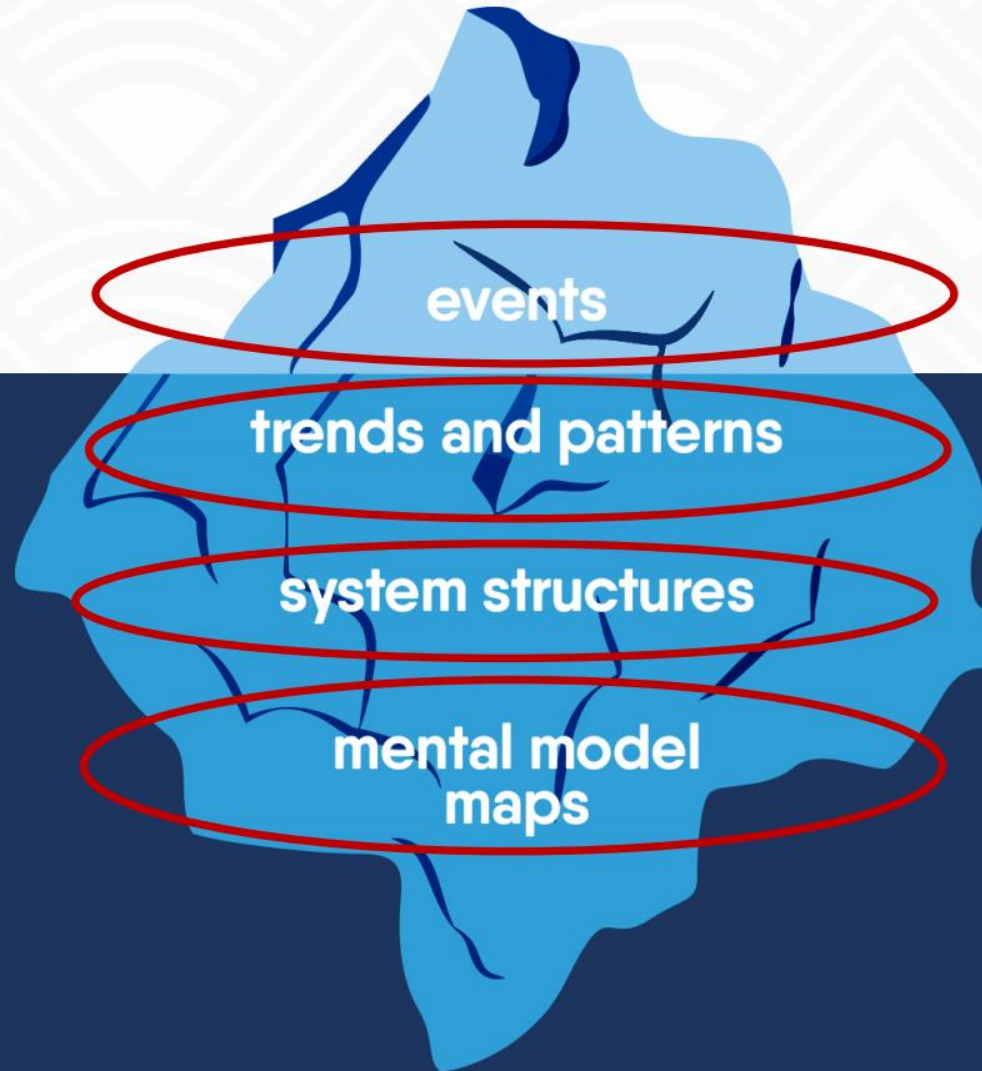 events
trends and patterns
system structures
mental model
maps